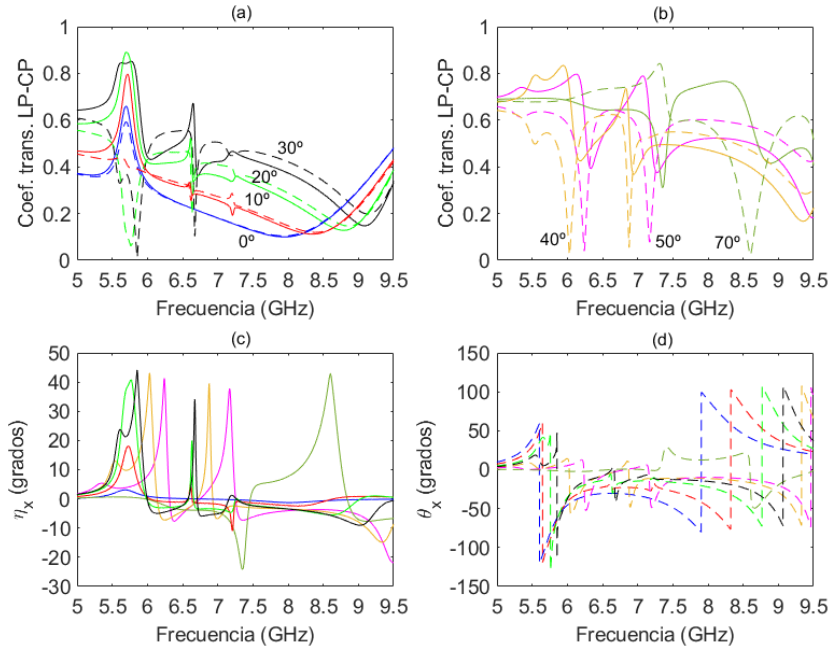 (a)
Coef. trans. LP-CP
1
0.8
0.6
0.4
0.2
0
30º
20º
10º
0º
5 5.5 6 6.5 7 7.5 8 8.5 9 9.5
Frecuencia (GHz)
(b)
Coef. trans. LP-CP
1
0.8
0.6
0.4
0.2
0
40º 50º 70º
5 5.5 6 6.5 7 7.5 8 8.5 9 9.5
Frecuencia (GHz)
(c)
ηx (grados)
50
40
30
20
10
0
-10
-20
-30
5 5.5 6 6.5 7 7.5 8 8.5 9 9.5
Frecuencia (GHz)
(d)
θx (grados)
150
100
50
0
-50
-100
-150
5 5.5 6 6.5 7 7.5 8 8.5 9 9.5
Frecuencia (GHz)